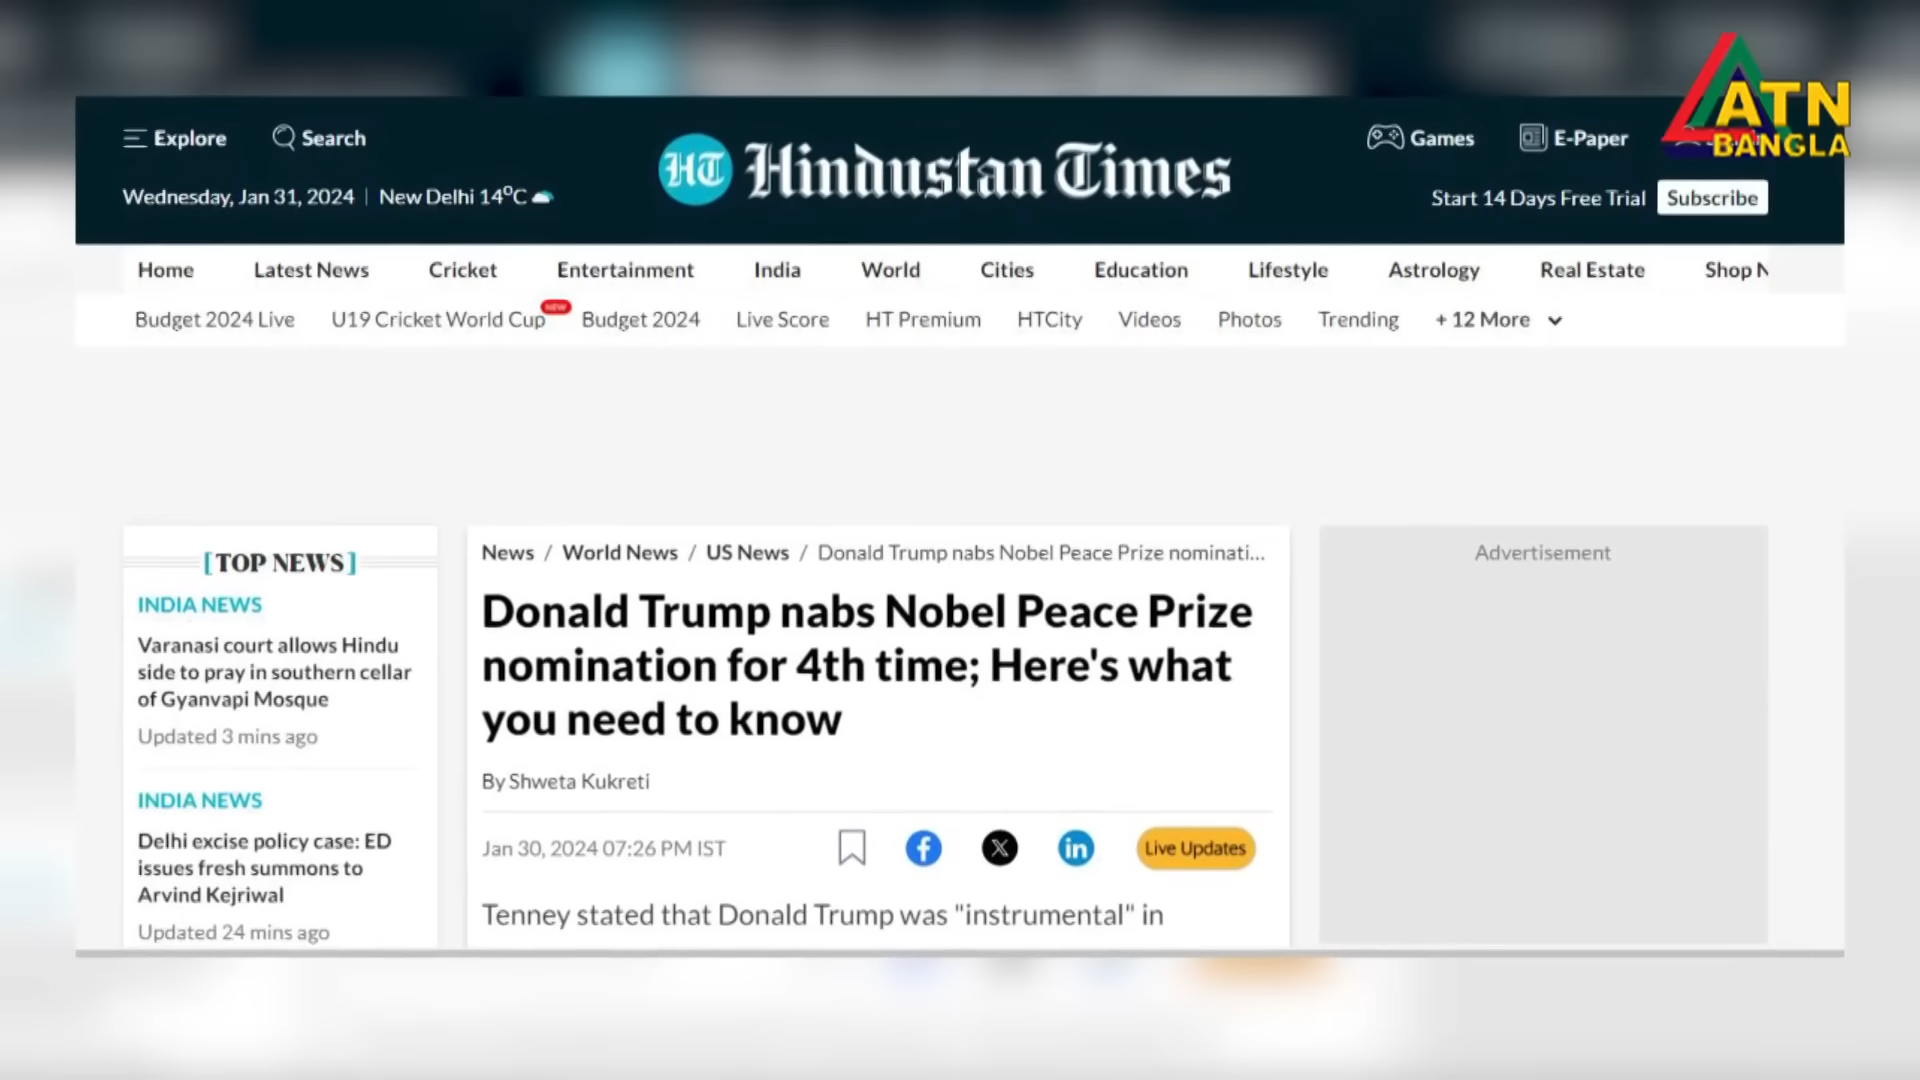 ATN
BANGLA
Explore
Search
Wednesday, Jan 31, 2024 | New Delhi 14°C
HT Hindustan Times
Games
E-Paper
Start 14 Days Free Trial
Subscribe
Home Latest News Cricket Entertainment India World Cities Education Lifestyle Astrology Real Estate Shop N
Budget 2024 Live U19 Cricket World Cup NEW Budget 2024 Live Score HT Premium HTCity Videos Photos Trending + 12 More
[TOP NEWS]
INDIA NEWS
Varanasi court allows Hindu
side to pray in southern cellar
of Gyanvapi Mosque
Updated 3 mins ago
INDIA NEWS
Delhi excise policy case: ED
issues fresh summons to
Arvind Kejriwal
Updated 24 mins ago
News / World News / US News / Donald Trump nabs Nobel Peace Prize nominati...
Donald Trump nabs Nobel Peace Prize
nomination for 4th time; Here's what
you need to know
By Shweta Kukreti
Jan 30, 2024 07:26 PM IST
Live Updates
Tenney stated that Donald Trump was "instrumental" in
Advertisement